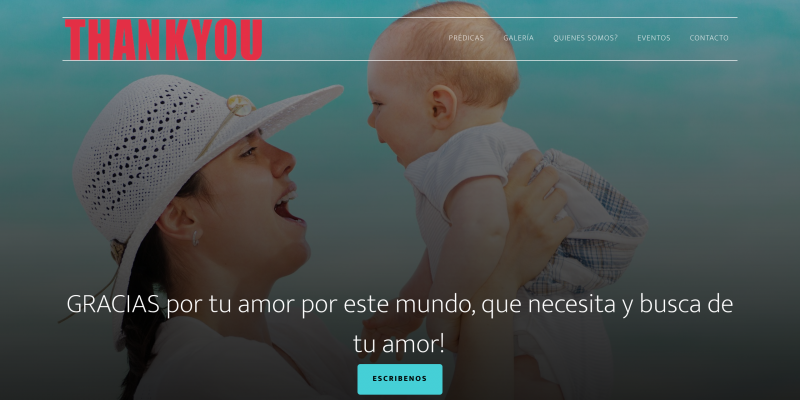 THANKYOU
PRÉDICAS GALERÍA QUIENES SOMOS? EVENTOS CONTACTO
GRACIAS por tu amor por este mundo, que necesita y busca de
tu amor!
ESCRIBENOS